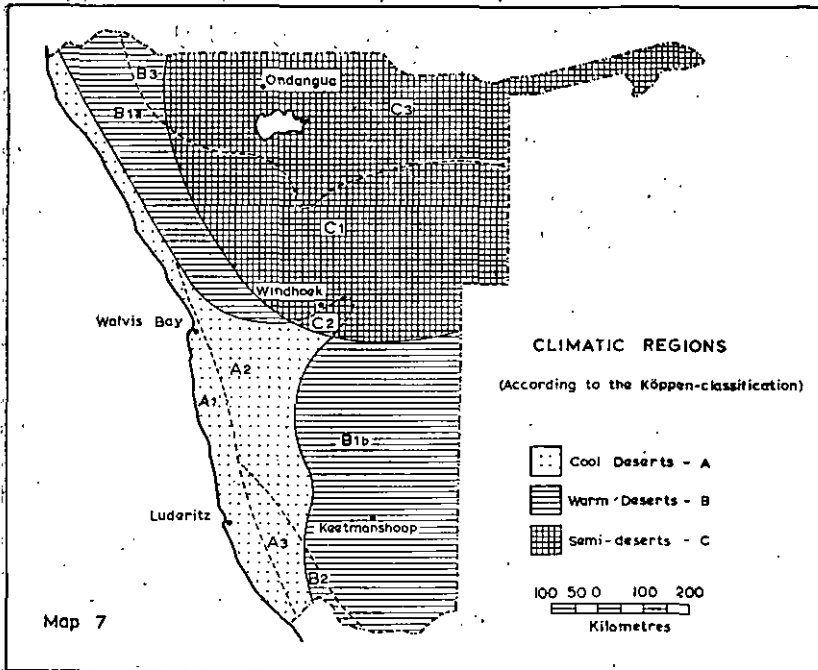 B3
Ondangua
B1a
C3
C1
Windhoek
C2
Walvis Bay
A2
A1
CLIMATIC REGIONS
(According to the Köppen-classification)
B1b
Cool Deserts - A
Warm Deserts - B
Luderitz
Keetmanshoop
Semi-deserts - C
A3
B2
100 50 0 100 200
Kilometres
Map 7